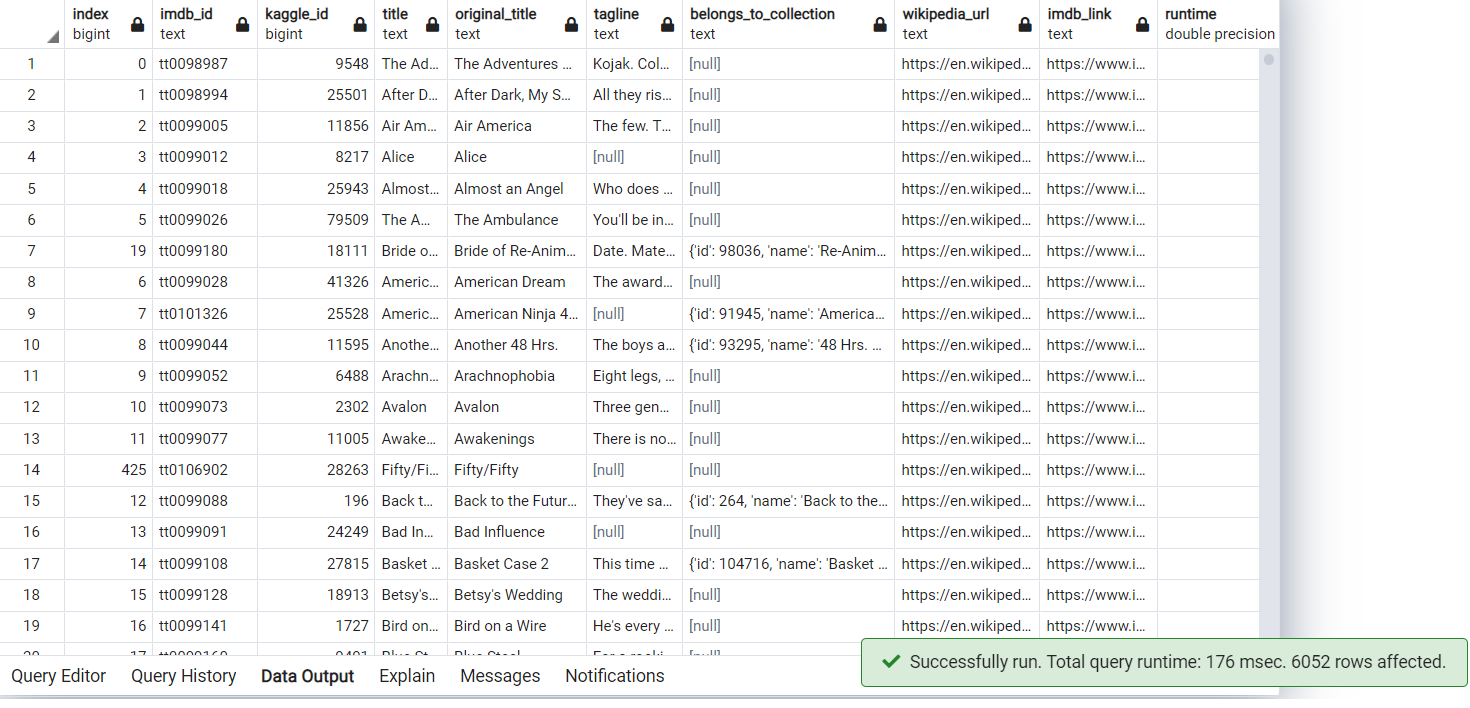 index imdb_id kaggle_id title original_title tagline belongs_to_collection wikipedia_url imdb_link runtime
bigint text bigint text text text text text text double precision
1 0 tt0098987 9548 The Ad... The Adventures ... Kojak. Col... [null] https://en.wikiped... https://www.i...
2 1 tt0098994 25501 After D... After Dark, My S... All they ris... [null] https://en.wikiped... https://www.i...
3 2 tt0099005 11856 Air Am... Air America The few. T... [null] https://en.wikiped... https://www.i...
4 3 tt0099012 8217 Alice Alice [null] [null] https://en.wikiped... https://www.i...
5 4 tt0099018 25943 Almost... Almost an Angel Who does ... [null] https://en.wikiped... https://www.i...
6 5 tt0099026 79509 The A... The Ambulance You'll be in... [null] https://en.wikiped... https://www.i...
7 19 tt0099180 18111 Bride o... Bride of Re-Anim... Date. Mate... {'id': 98036, 'name': 'Re-Anim... https://en.wikiped... https://www.i...
8 6 tt0099028 41326 Americ... American Dream The award... [null] https://en.wikiped... https://www.i...
9 7 tt0101326 25528 Americ... American Ninja 4... [null] {'id': 91945, 'name': 'America... https://en.wikiped... https://www.i...
10 8 tt0099044 11595 Anothe... Another 48 Hrs. The boys a... {'id': 93295, 'name': '48 Hrs. ... https://en.wikiped... https://www.i...
11 9 tt0099052 6488 Arachn... Arachnophobia Eight legs, ... [null] https://en.wikiped... https://www.i...
12 10 tt0099073 2302 Avalon Avalon Three gen... [null] https://en.wikiped... https://www.i...
13 11 tt0099077 11005 Awake... Awakenings There is no... [null] https://en.wikiped... https://www.i...
14 425 tt0106902 28263 Fifty/Fi... Fifty/Fifty [null] [null] https://en.wikiped... https://www.i...
15 12 tt0099088 196 Back t... Back to the Futur... They've sa... {'id': 264, 'name': 'Back to the... https://en.wikiped... https://www.i...
16 13 tt0099091 24249 Bad In... Bad Influence [null] [null] https://en.wikiped... https://www.i...
17 14 tt0099108 27815 Basket ... Basket Case 2 This time ... {'id': 104716, 'name': 'Basket ... https://en.wikiped... https://www.i...
18 15 tt0099128 18913 Betsy's... Betsy's Wedding The weddi... [null] https://en.wikiped... https://www.i...
19 16 tt0099141 1727 Bird on... Bird on a Wire He's every ... [null] https://en.wikiped... https://www.i...
Query Editor Query History Data Output Explain Messages Notifications
Successfully run. Total query runtime: 176 msec. 6052 rows affected.